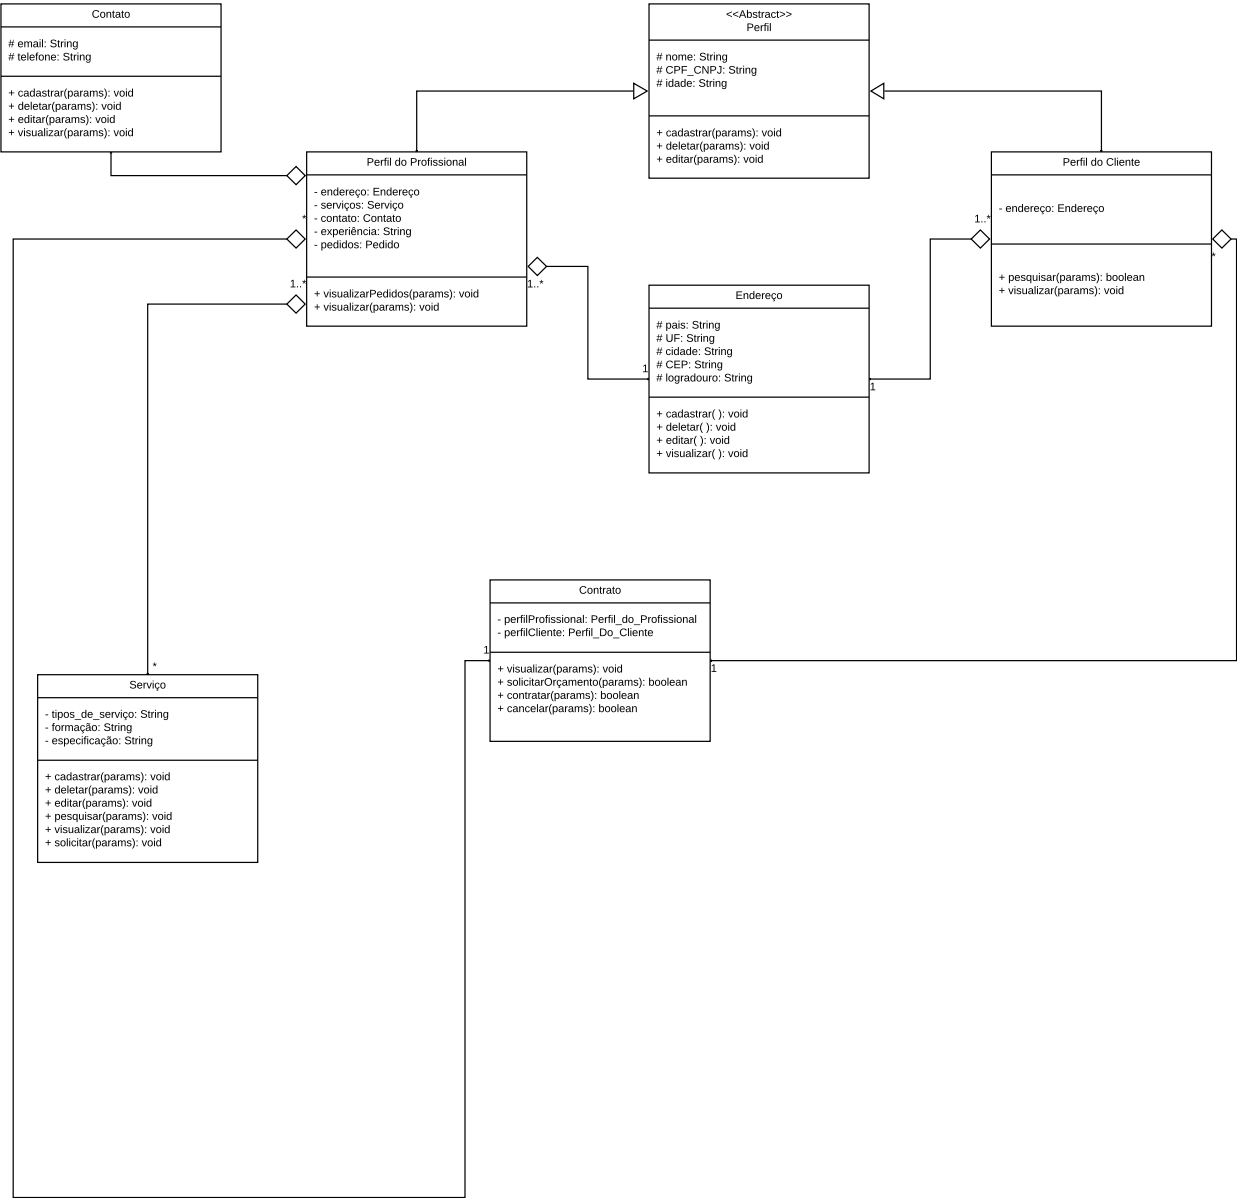 Contato
# email: String
# telefone: String
+ cadastrar(params): void
+ deletar(params): void
+ editar(params): void
+ visualizar(params): void
<<Abstract>>
Perfil
# nome: String
# CPF_CNPJ: String
# idade: String
+ cadastrar(params): void
+ deletar(params): void
+ editar(params): void
Perfil do Profissional
- endereço: Endereço
- serviços: Serviço
- contato: Contato
- experiência: String
- pedidos: Pedido
+ visualizarPedidos(params): void
+ visualizar(params): void
*
1..*
1..*
Perfil do Cliente
- endereço: Endereço
+ pesquisar(params): boolean
+ visualizar(params): void
1..*
*
Endereço
# pais: String
# UF: String
# cidade: String
# CEP: String
# logradouro: String
+ cadastrar( ): void
+ deletar( ): void
+ editar( ): void
+ visualizar( ): void
1
1
Contrato
- perfilProfissional: Perfil_do_Profissional
- perfilCliente: Perfil_Do_Cliente
+ visualizar(params): void
+ solicitarOrçamento(params): boolean
+ contratar(params): boolean
+ cancelar(params): boolean
1
1
*
Serviço
- tipos_de_serviço: String
- formação: String
- especificação: String
+ cadastrar(params): void
+ deletar(params): void
+ editar(params): void
+ pesquisar(params): void
+ visualizar(params): void
+ solicitar(params): void